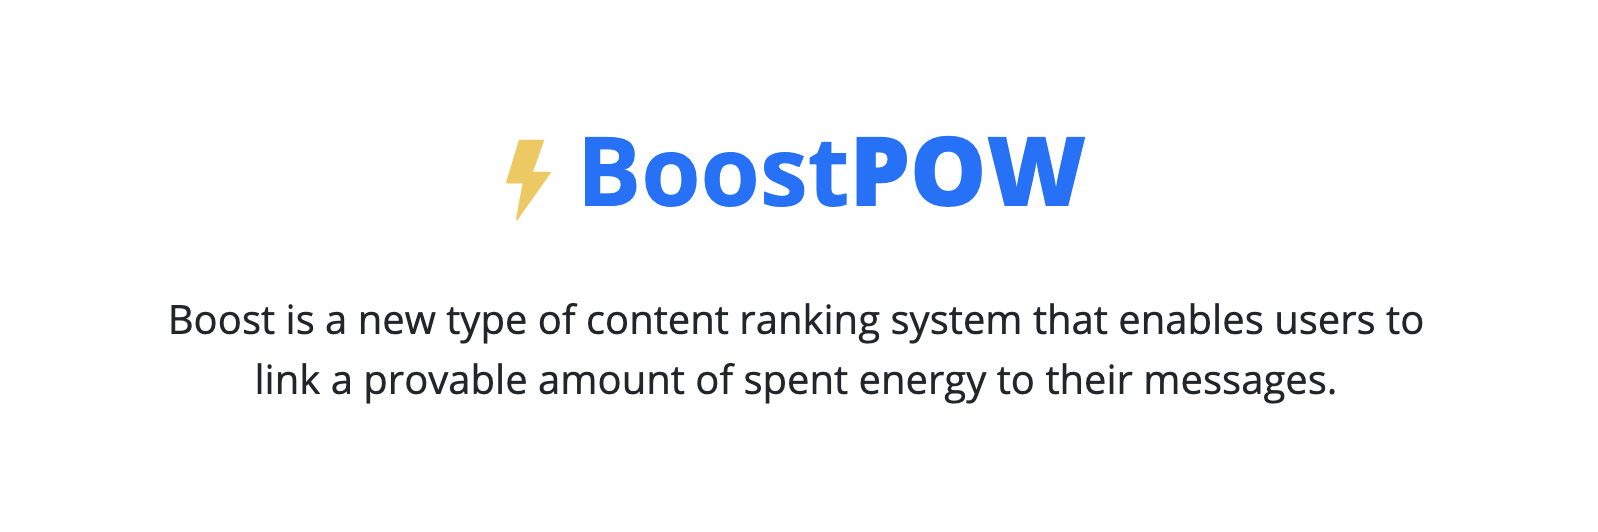 BoostPOW
Boost is a new type of content ranking system that enables users to
link a provable amount of spent energy to their messages.